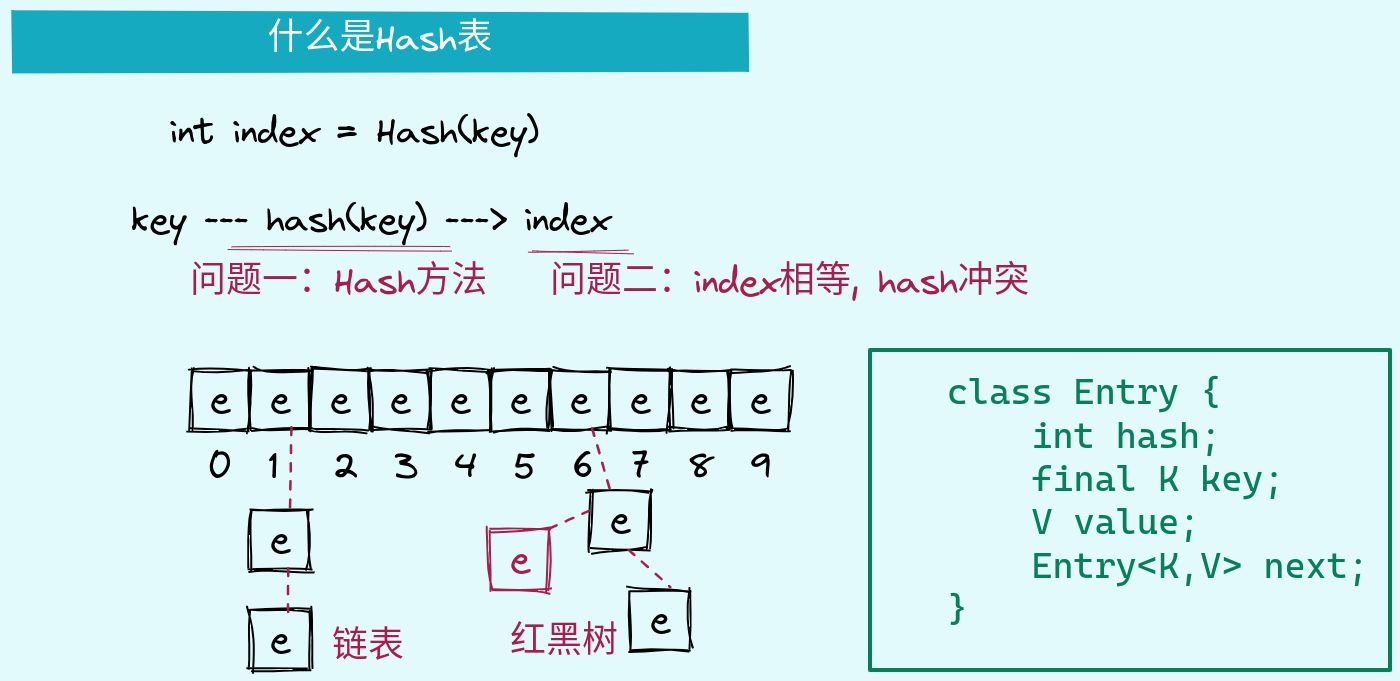 什么是Hash表
int index = Hash(key)
key --- hash(key) ---> index
问题一：Hash方法
问题二：index相等, hash冲突
e e e e e e e e e e
0 1 2 3 4 5 6 7 8 9
e
e
链表
e
e
e
红黑树
class Entry {
int hash;
final K key;
V value;
Entry<K,V> next;
}